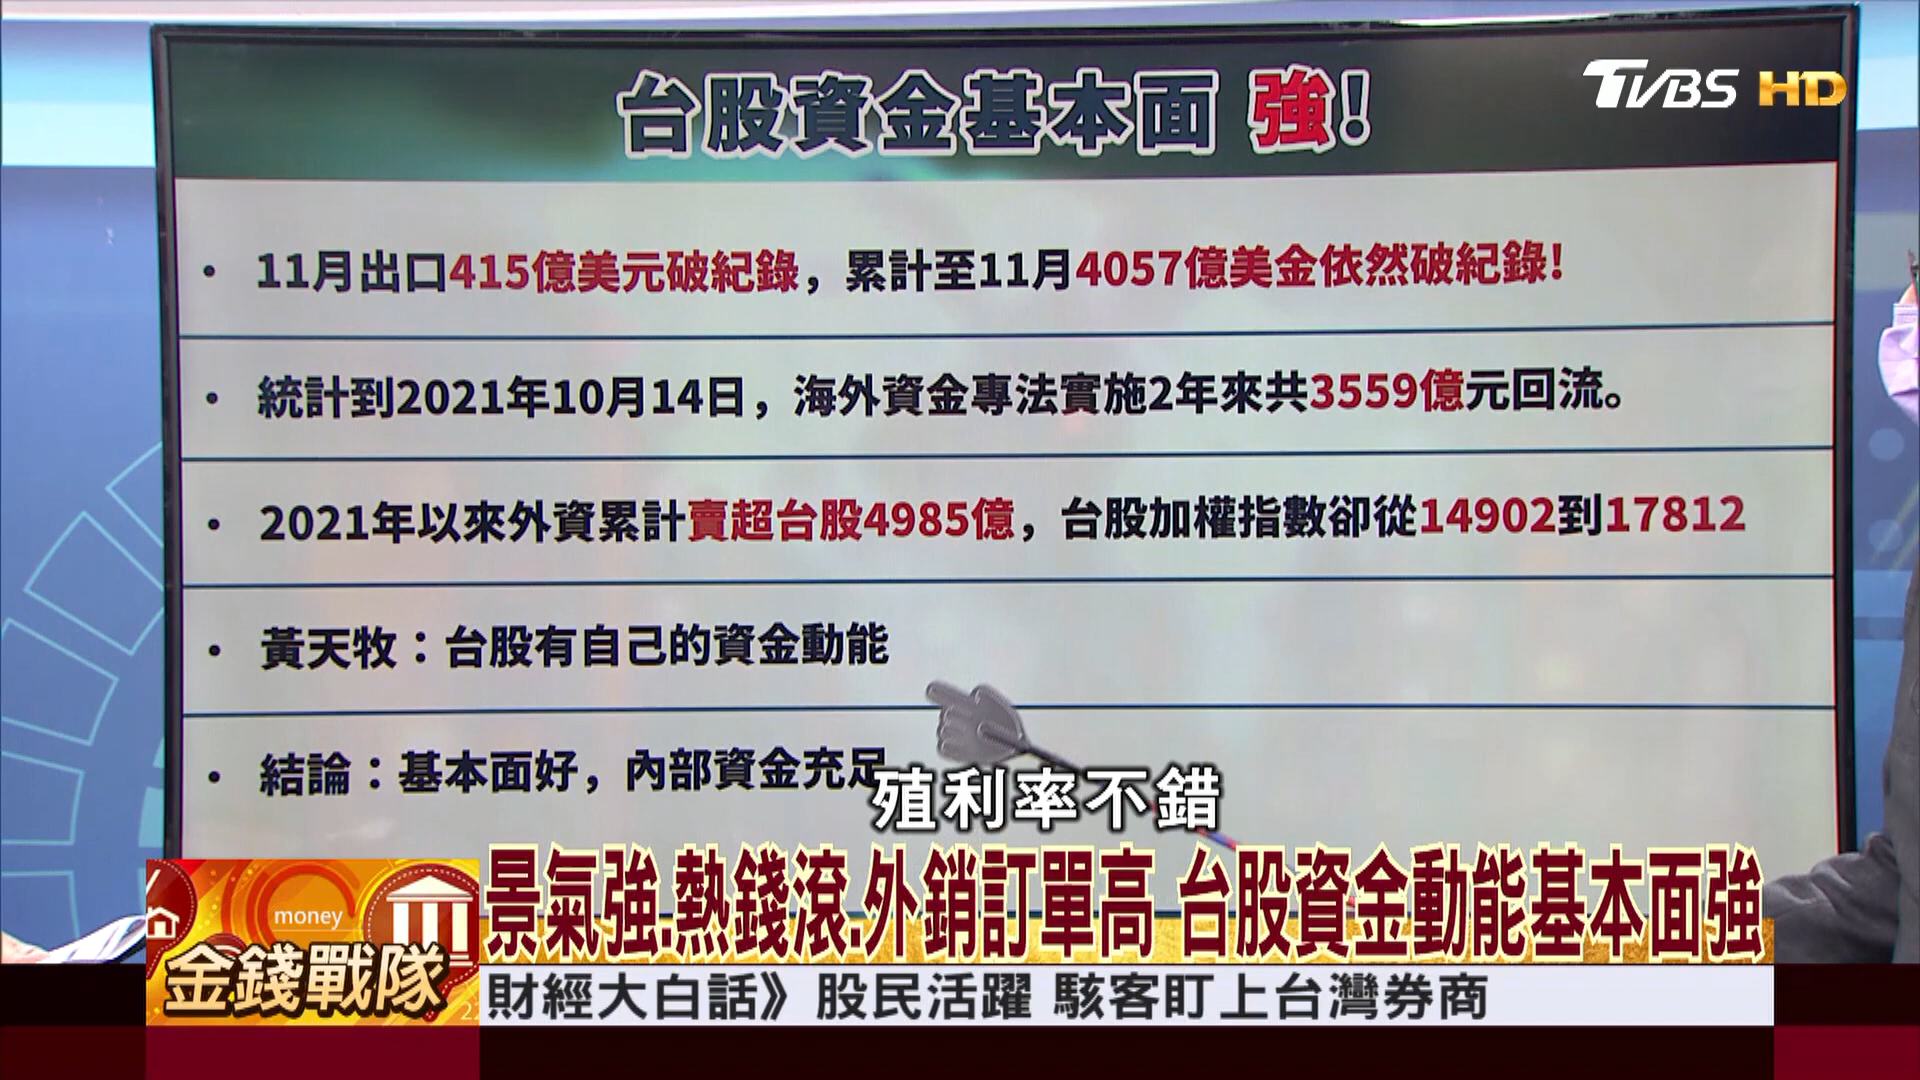 台股資金基本面 強!
TVBS HD
• 11月出口415億美元破紀錄，累計至11月4057億美金依然破紀錄!
• 統計到2021年10月14日，海外資金專法實施2年來共3559億元回流。
• 2021年以來外資累計賣超台股4985億，台股加權指數卻從14902到17812
• 黃天牧：台股有自己的資金動能
• 結論：基本面好，內部資金充足
殖利率不錯
景氣強.熱錢滾.外銷訂單高 台股資金動能基本面強
money
金錢戰隊
財經大白話》股民活躍 駭客盯上台灣券商